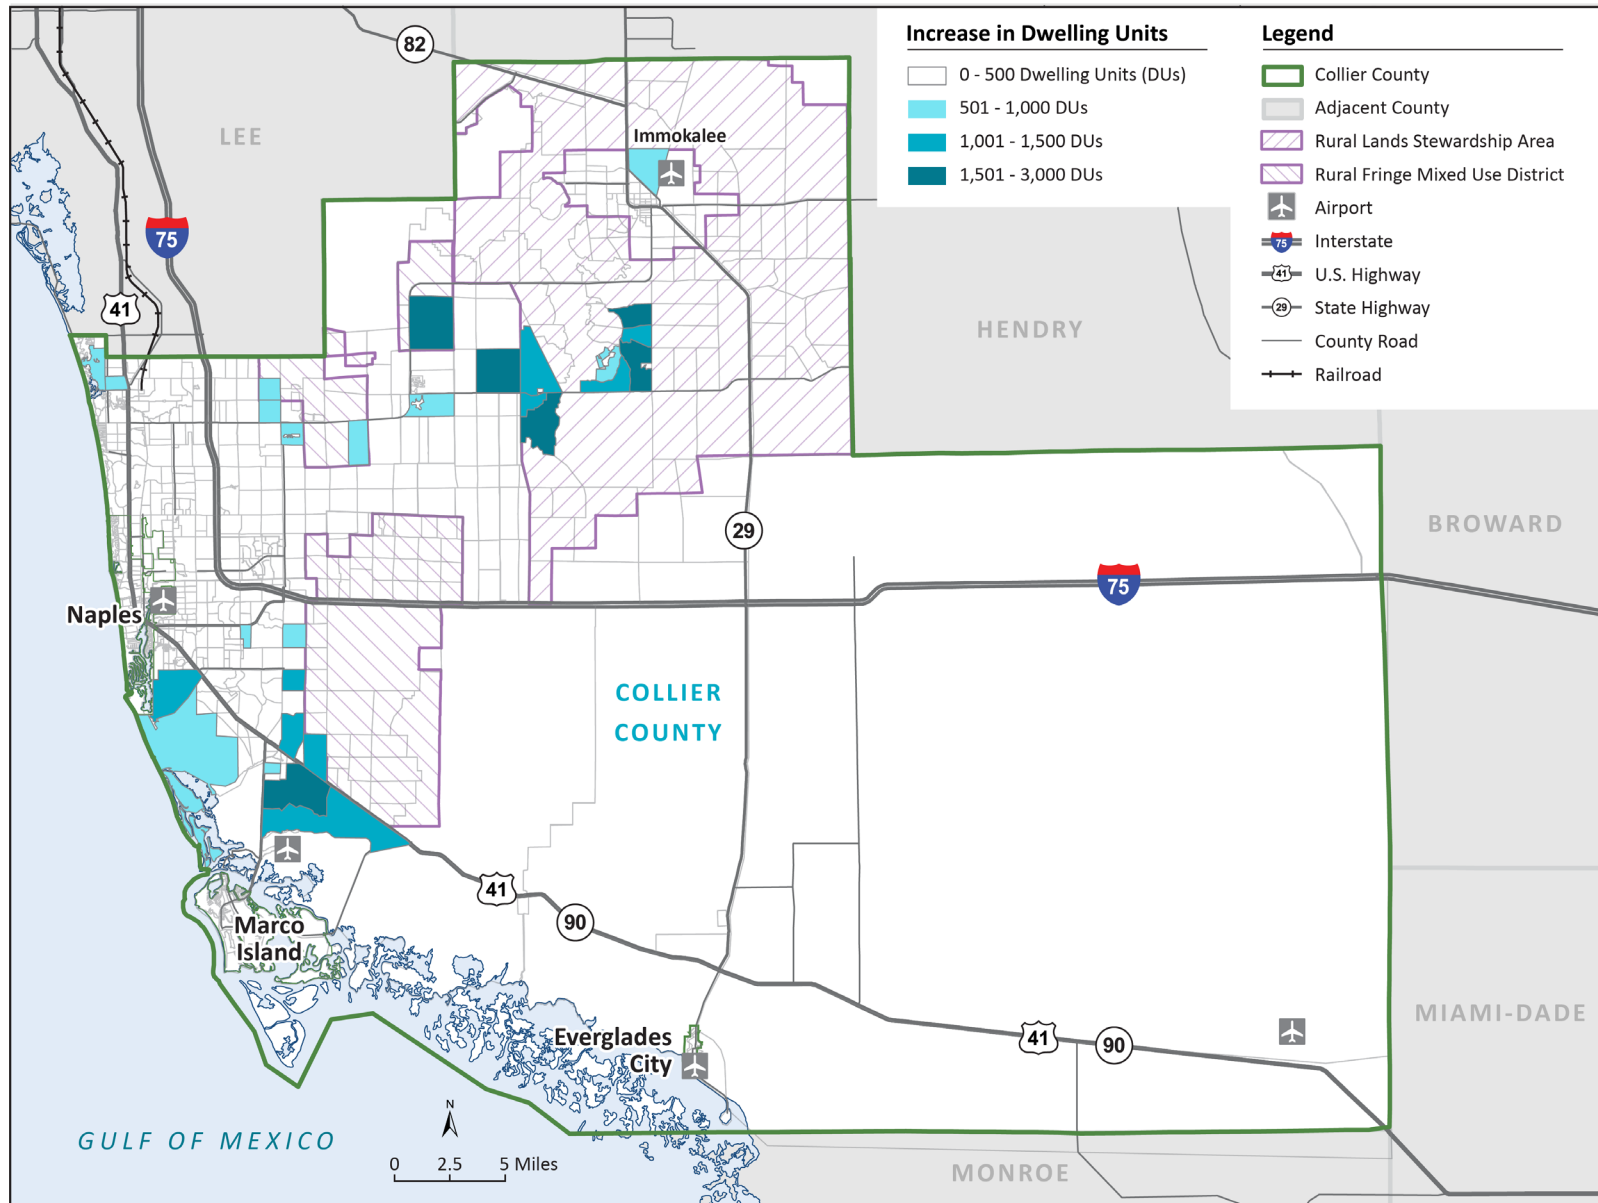 Increase in Dwelling Units
0 - 500 Dwelling Units (DUs)
501 - 1,000 DUs
1,001 - 1,500 DUs
1,501 - 3,000 DUs
Legend
Collier County
Adjacent County
Rural Lands Stewardship Area
Rural Fringe Mixed Use District
Airport
75
Interstate
41
U.S. Highway
29
State Highway
County Road
Railroad
82
LEE
Immokalee
75
41
HENDRY
BROWARD
29
75
Naples
COLLIER
COUNTY
41
90
Marco
Island
MIAMI-DADE
Everglades
City
41
90
N
GULF OF MEXICO
0 2.5 5 Miles
MONROE